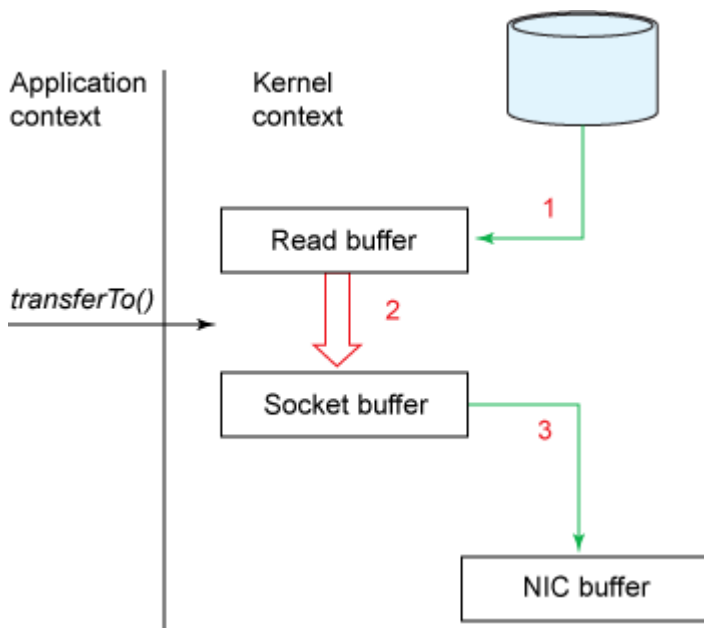 Application
context
Kernel
context
1
Read buffer
transferTo()
2
Socket buffer
3
NIC buffer